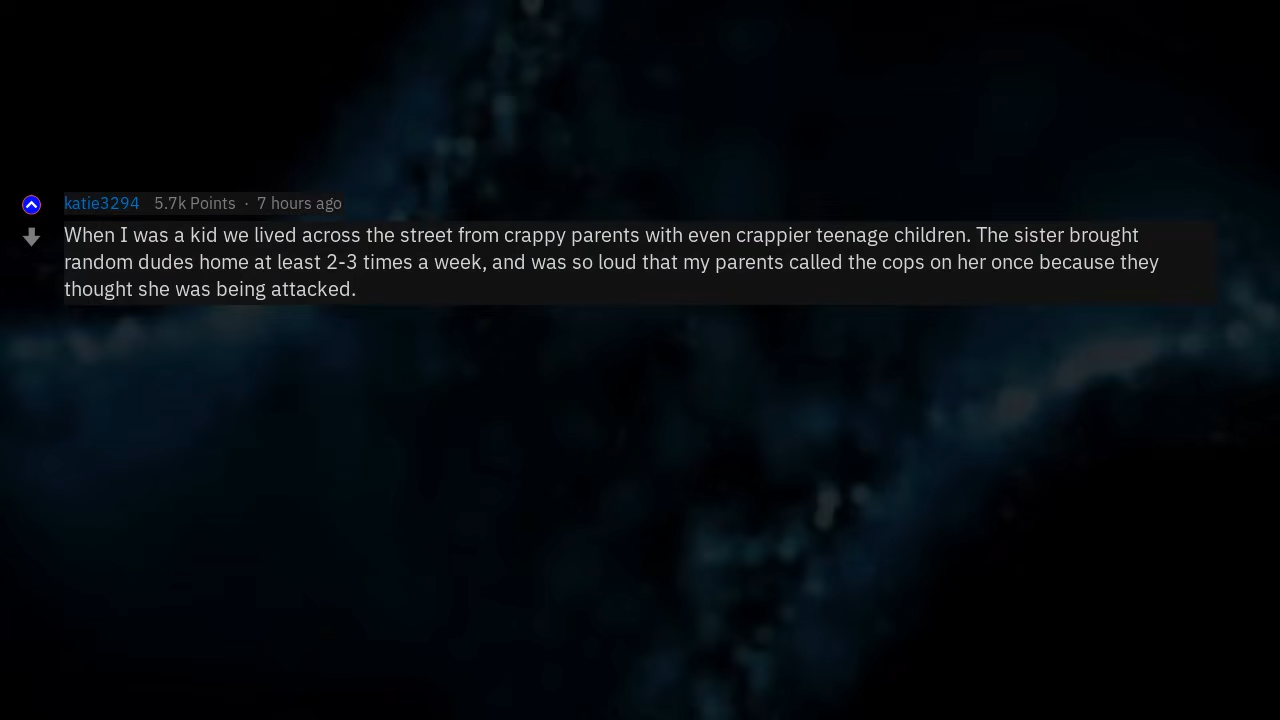 katie3294 5.7k Points · 7 hours ago
When I was a kid we lived across the street from crappy parents with even crappier teenage children. The sister brought
random dudes home at least 2-3 times a week, and was so loud that my parents called the cops on her once because they
thought she was being attacked.